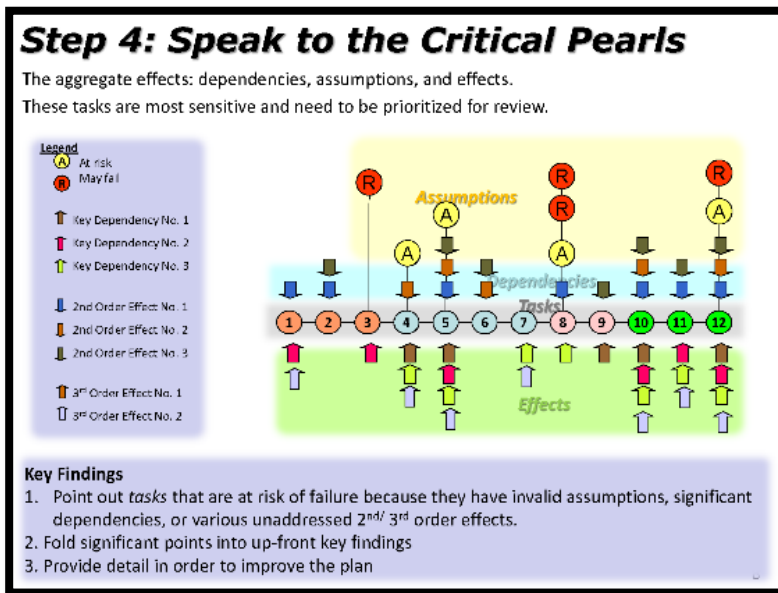 Step 4: Speak to the Critical Pearls
The aggregate effects: dependencies, assumptions, and effects.
These tasks are most sensitive and need to be prioritized for review.
Legend
A At risk
R May fail
Key Dependency No. 1
Key Dependency No. 2
Key Dependency No. 3
2nd Order Effect No. 1
2nd Order Effect No. 2
2nd Order Effect No. 3
3rd Order Effect No. 1
3rd Order Effect No. 2
R R R
R
Assumptions
A A
A A
Dependencies
Tasks
1 2 3 4 5 6 7 8 9 10 11 12
Effects
Key Findings
1. Point out tasks that are at risk of failure because they have invalid assumptions, significant
dependencies, or various unaddressed 2nd/ 3rd order effects.
2. Fold significant points into up-front key findings
3. Provide detail in order to improve the plan